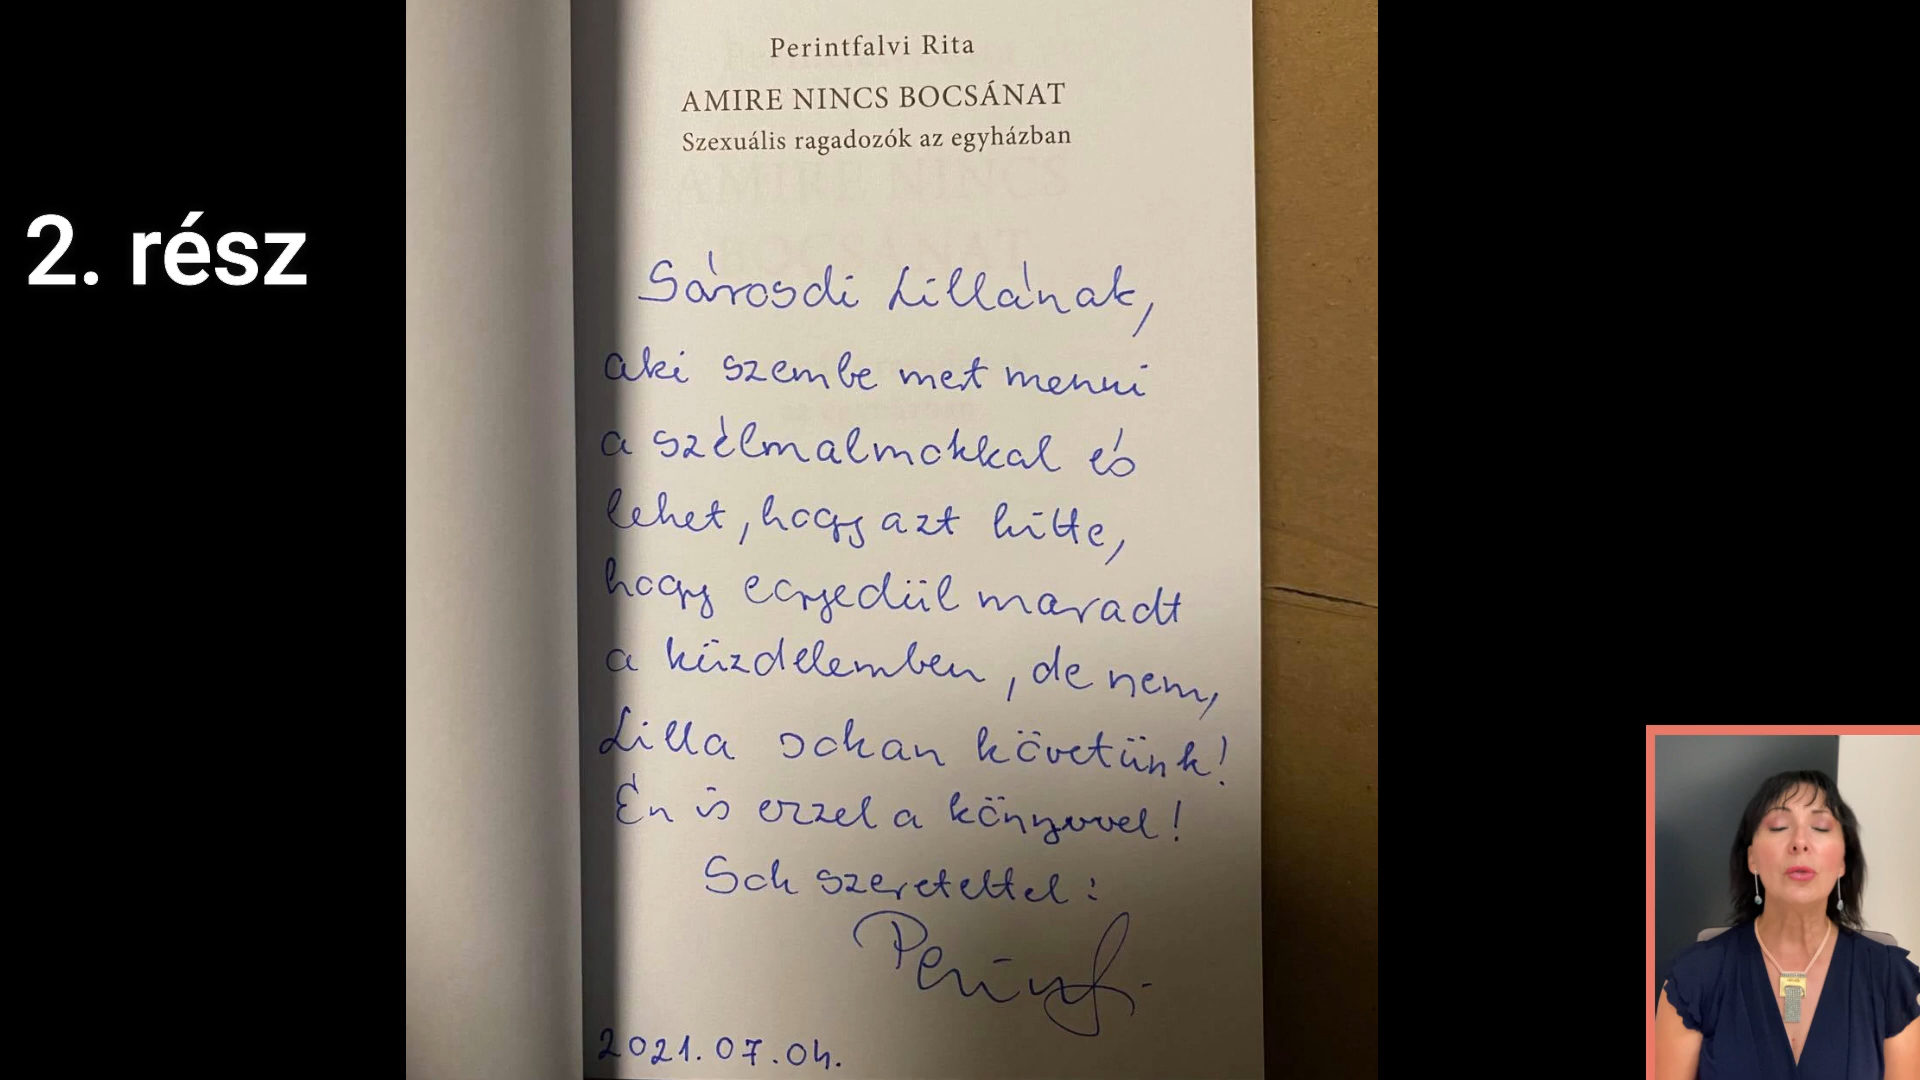 2. rész
Perintfalvi Rita
AMIRE NINCS BOCSÁNAT
Szexuális ragadozók az egyházban
Sárosdi Lillának,
aki szembe mert menni
a szélmalmokkal és
lehet, hogy azt hitte,
hogy egyedül maradt
a küzdelemben, de nem,
Lilla sokan követünk!
Én is ezzel a könyvvel!
Sok szeretettel:
Perintf.
2021.07.04.